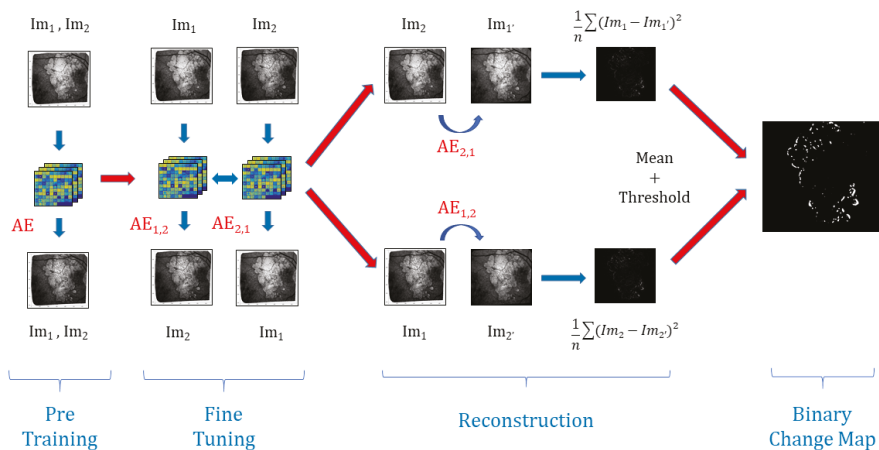 Im₁ , Im₂
Im₁
Im₂
Im₂
Im₁′
1/n ∑(Im₁ − Im₁′)²
AE
AE₁,₂
AE₂,₁
AE₂,₁
AE₁,₂
Mean
+
Threshold
Im₁ , Im₂
Im₂
Im₁
Im₁
Im₂′
1/n ∑(Im₂ − Im₂′)²
Pre
Training
Fine
Tuning
Reconstruction
Binary
Change Map